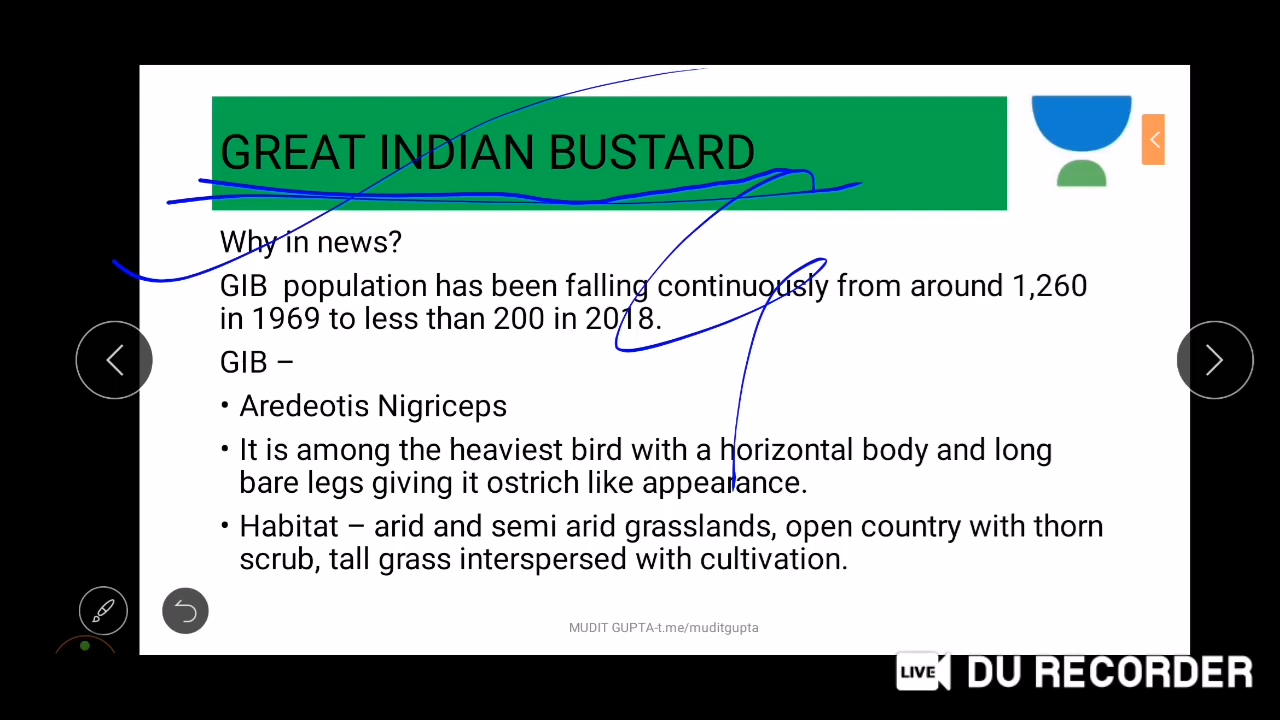 GREAT INDIAN BUSTARD
Why in news?
GIB population has been falling continuously from around 1,260
in 1969 to less than 200 in 2018.
GIB –
• Aredeotis Nigriceps
• It is among the heaviest bird with a horizontal body and long
bare legs giving it ostrich like appearance.
• Habitat – arid and semi arid grasslands, open country with thorn
scrub, tall grass interspersed with cultivation.
MUDIT GUPTA-t.me/muditgupta
LIVE DU RECORDER